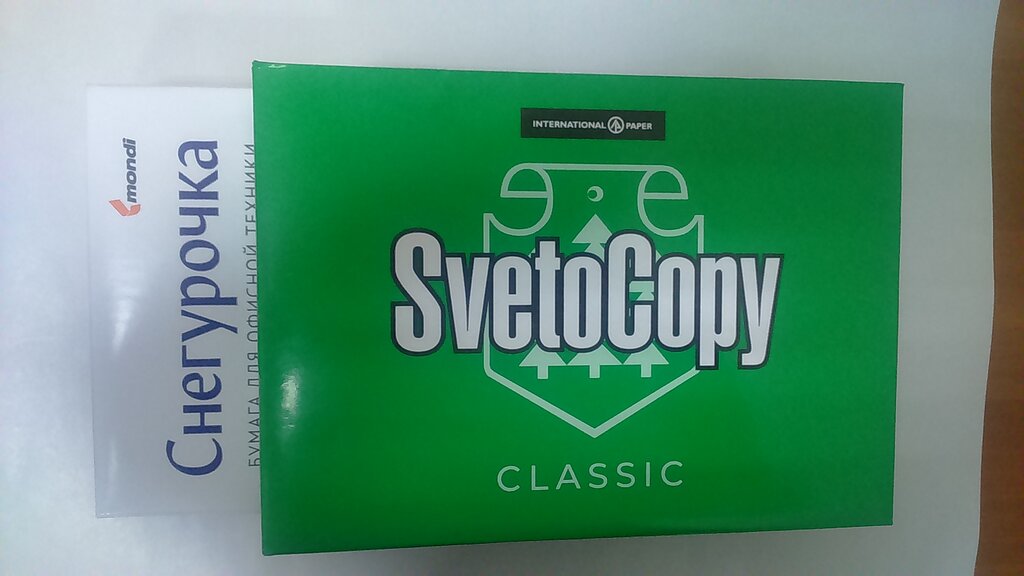 INTERNATIONAL PAPER
SvetoCopy
CLASSIC
mondi
Снегурочка
БУМАГА ДЛЯ ОФИСНОЙ ТЕХНИКИ